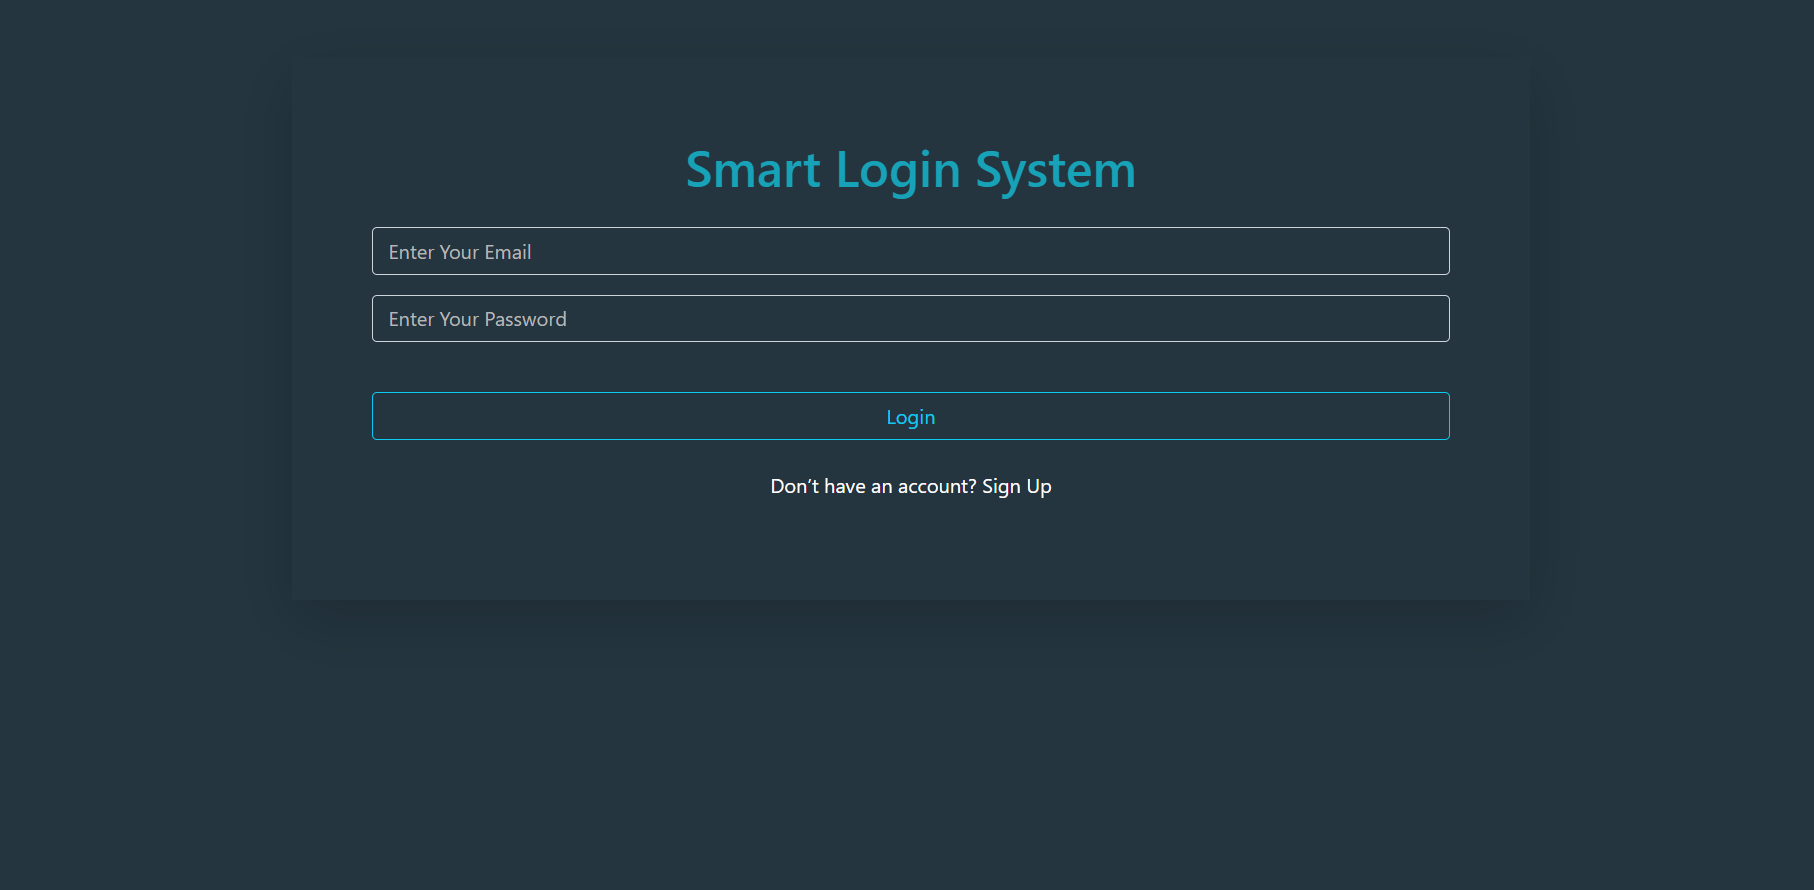 Smart Login System
Enter Your Email
Enter Your Password
Login
Don’t have an account? Sign Up